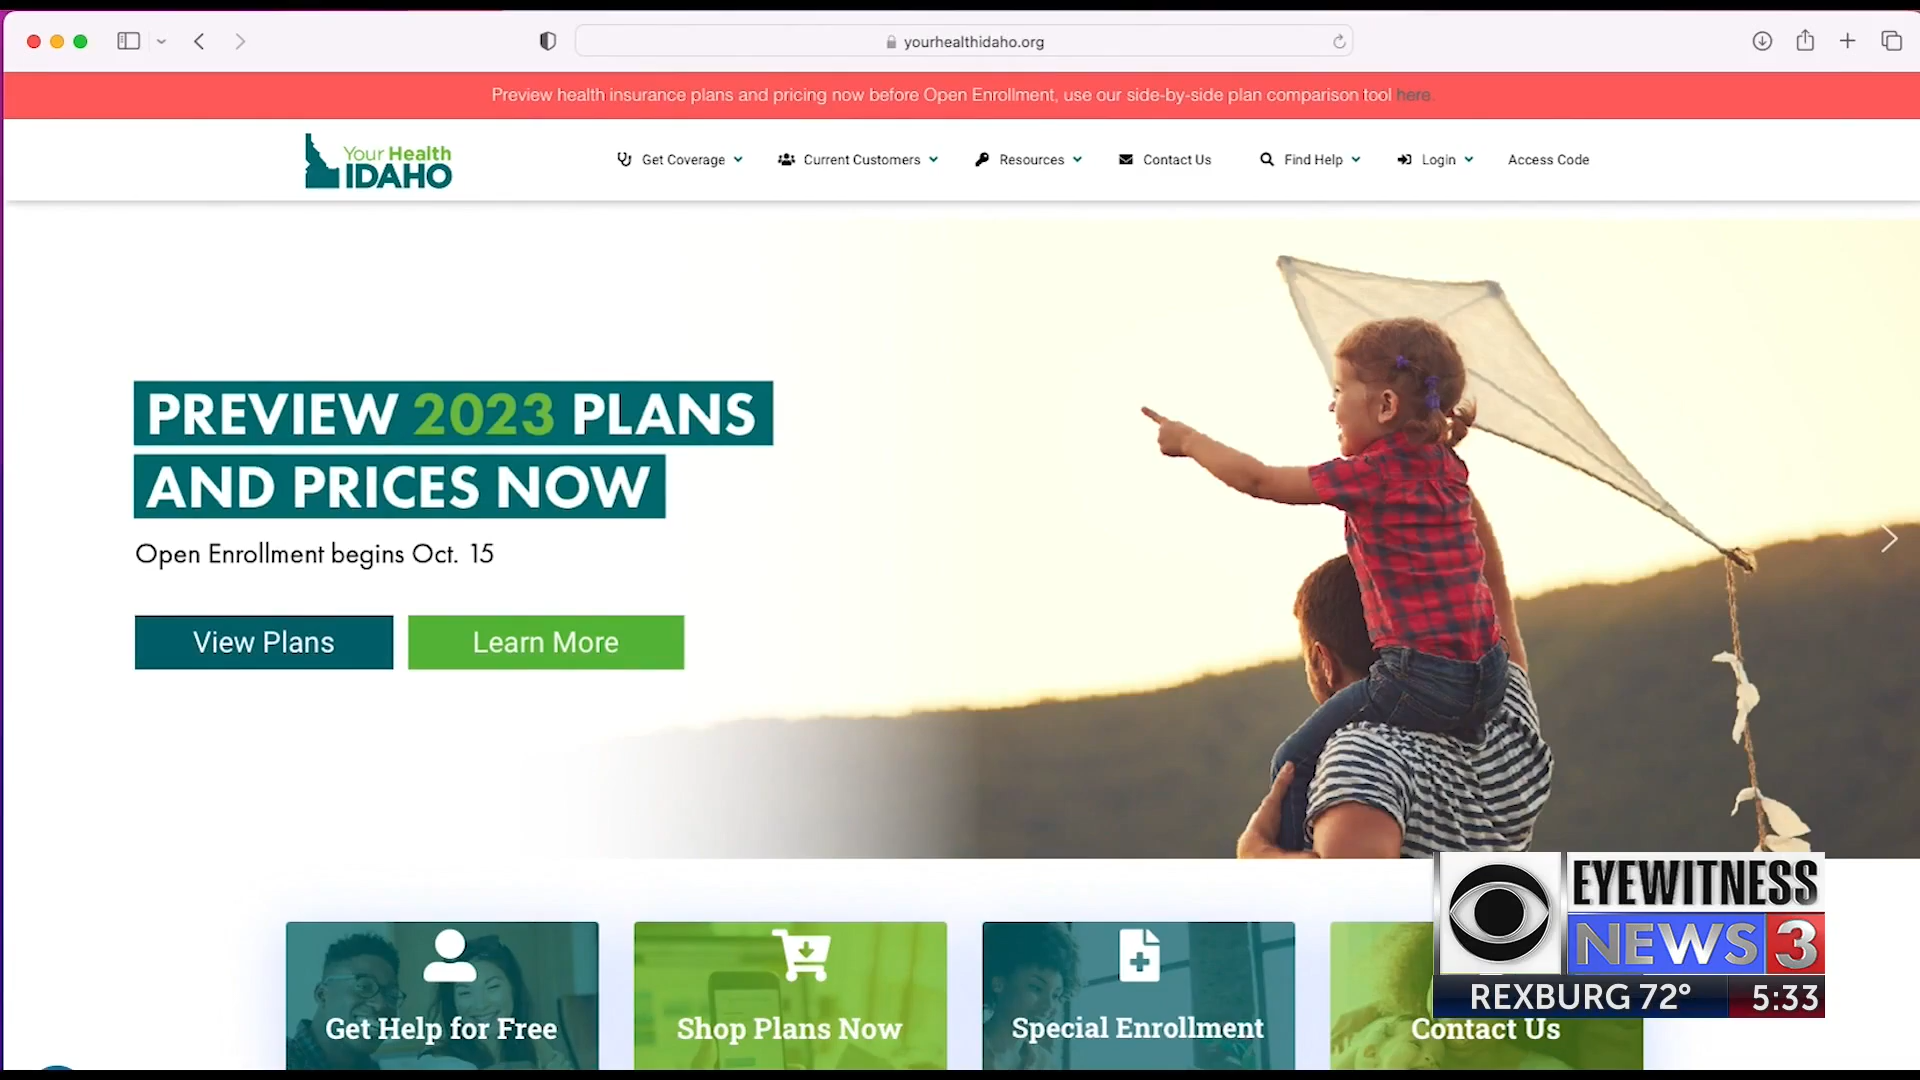 yourhealthidaho.org
Preview health insurance plans and pricing now before Open Enrollment, use our side-by-side plan comparison tool here.
Your Health
IDAHO
Get Coverage
Current Customers
Resources
Contact Us
Find Help
Login
Access Code
PREVIEW 2023 PLANS
AND PRICES NOW
Open Enrollment begins Oct. 15
View Plans
Learn More
Get Help for Free
Shop Plans Now
Special Enrollment
Contact Us
EYEWITNESS
NEWS 3
REXBURG 72° 5:33